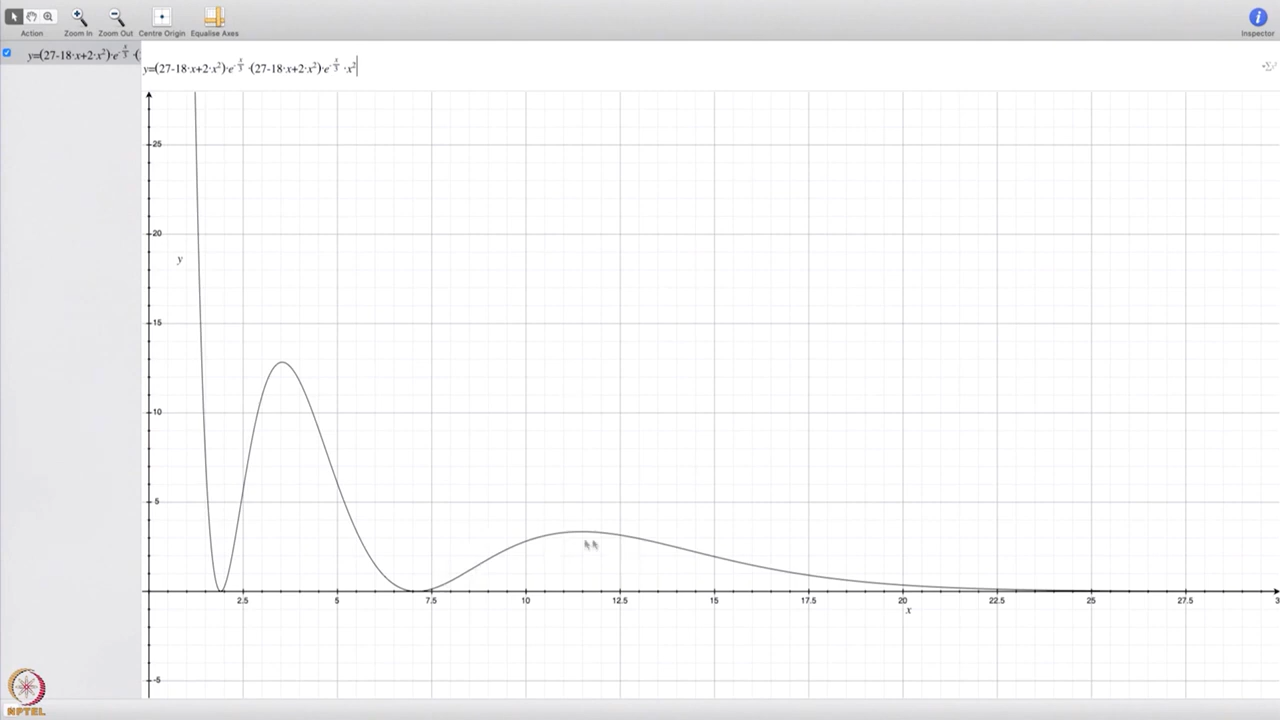 Action
Zoom In
Zoom Out
Centre Origin
Equalise Axes
Inspector
y=(27-18·x+2·x²)·e^-x/3 ·(
y=(27-18·x+2·x²)·e^-x/3 ·(27-18·x+2·x²)·e^-x/3 ·x²
25
20
y
15
10
5
2.5
5
7.5
10
12.5
15
17.5
20
22.5
25
27.5
3
x
-5
NPTEL